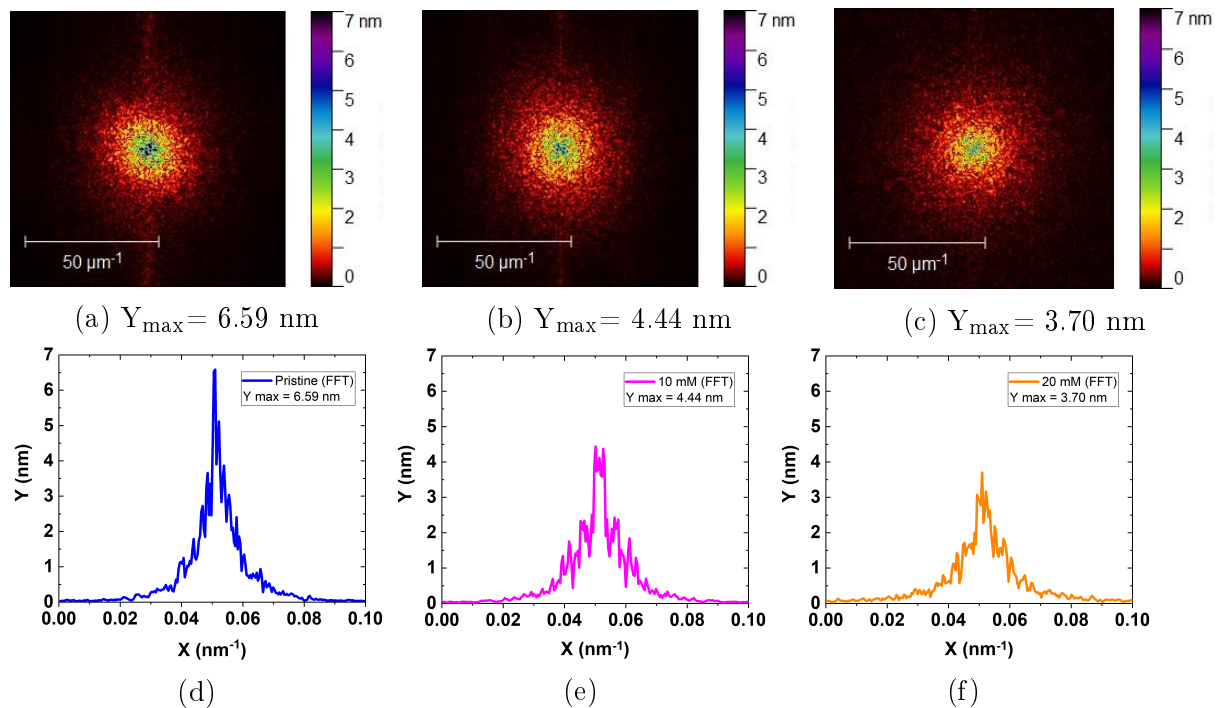 7 nm
6
5
4
3
2
1
0
50 µm⁻¹
7 nm
6
5
4
3
2
1
0
50 µm⁻¹
7 nm
6
5
4
3
2
1
0
50 µm⁻¹
(a) Yₘₐₓ= 6.59 nm
(b) Yₘₐₓ= 4.44 nm
(c) Yₘₐₓ= 3.70 nm
Pristine (FFT)
Y max = 6.59 nm
7
6
5
4
3
2
1
0
Y (nm)
0.00 0.02 0.04 0.06 0.08 0.10
X (nm⁻¹)
(d)
10 mM (FFT)
Y max = 4.44 nm
7
6
5
4
3
2
1
0
Y (nm)
0.00 0.02 0.04 0.06 0.08 0.10
X (nm⁻¹)
(e)
20 mM (FFT)
Y max = 3.70 nm
7
6
5
4
3
2
1
0
Y (nm)
0.00 0.02 0.04 0.06 0.08 0.10
X (nm⁻¹)
(f)